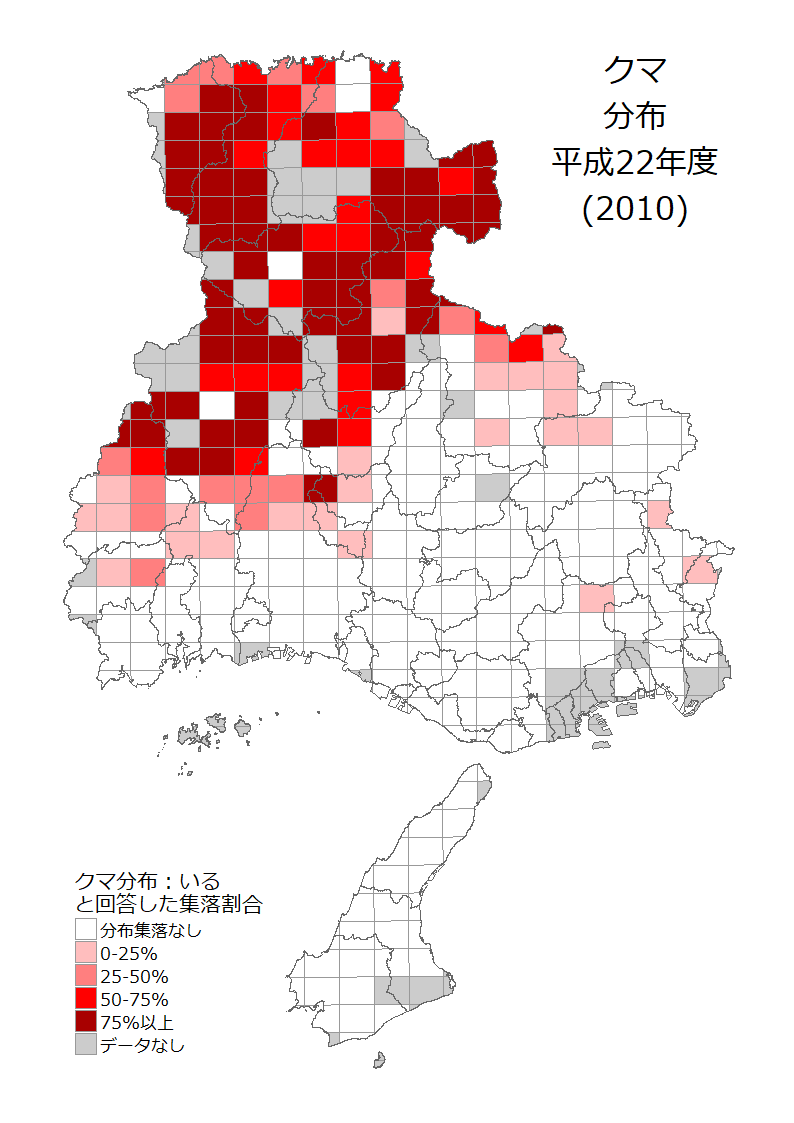 クマ
分布
平成22年度
(2010)
クマ分布：いる
と回答した集落割合
分布集落なし
0-25%
25-50%
50-75%
75%以上
データなし